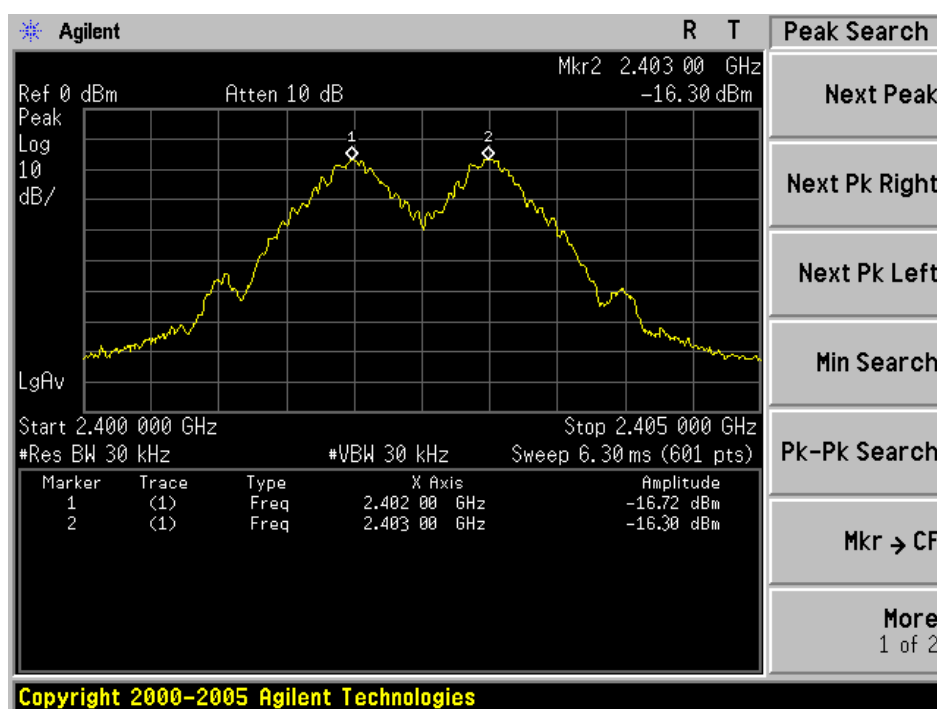 Agilent R T Peak Search
Mkr2 2.403 00 GHz
Ref 0 dBm Atten 10 dB -16.30 dBm
Peak
Log
10
dB/
1 2
LgAv
Start 2.400 000 GHz Stop 2.405 000 GHz
#Res BW 30 kHz #VBW 30 kHz Sweep 6.30 ms (601 pts)
Marker Trace Type X Axis Amplitude
1 (1) Freq 2.402 00 GHz -16.72 dBm
2 (1) Freq 2.403 00 GHz -16.30 dBm
Next Peak
Next Pk Right
Next Pk Left
Min Search
Pk-Pk Search
Mkr → CF
More
1 of 2
Copyright 2000-2005 Agilent Technologies